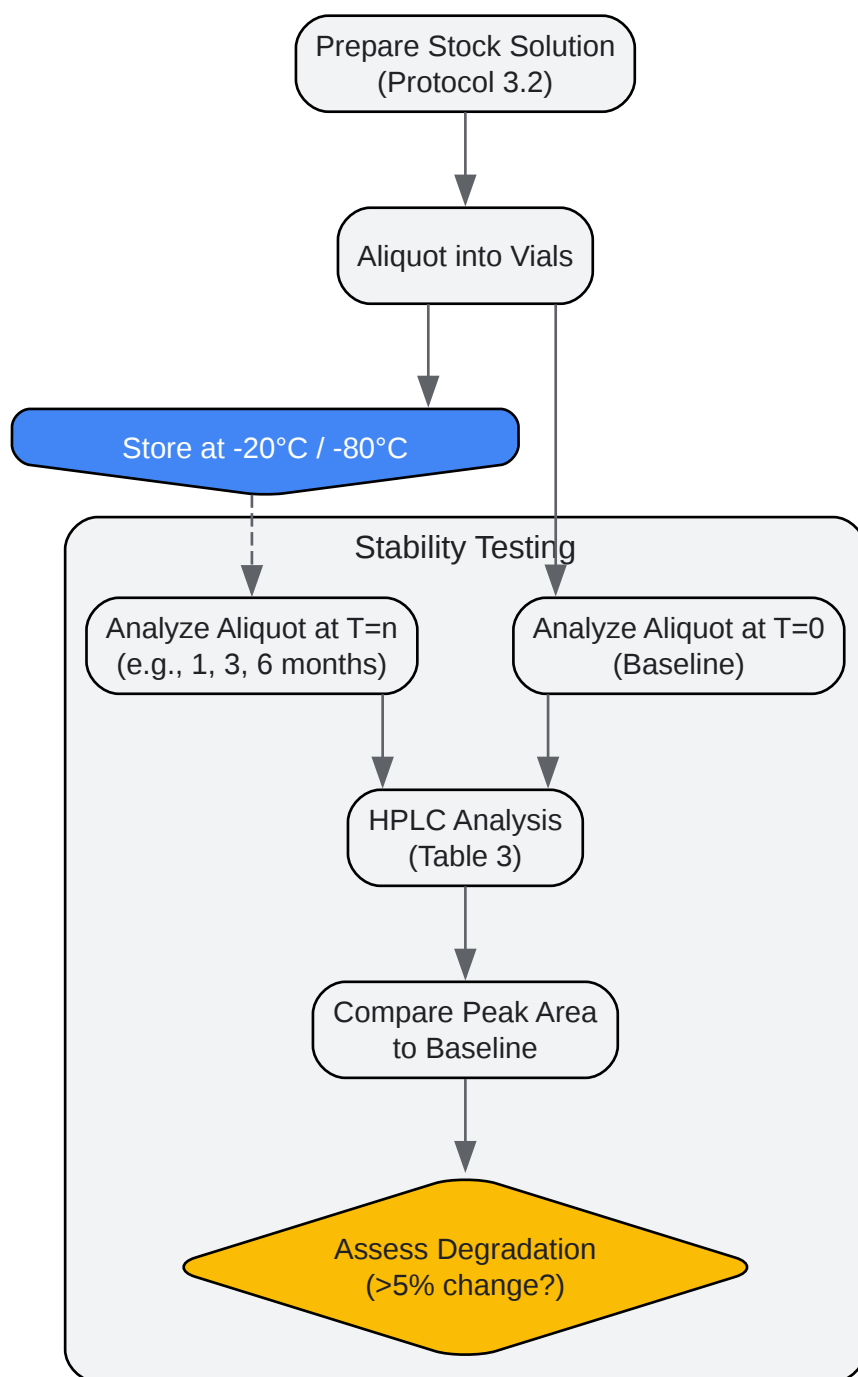 Prepare Stock Solution
(Protocol 3.2)
Aliquot into Vials
Store at -20°C / -80°C
Stability Testing
Analyze Aliquot at T=n
(e.g., 1, 3, 6 months)
Analyze Aliquot at T=0
(Baseline)
HPLC Analysis
(Table 3)
Compare Peak Area
to Baseline
Assess Degradation
(>5% change?)